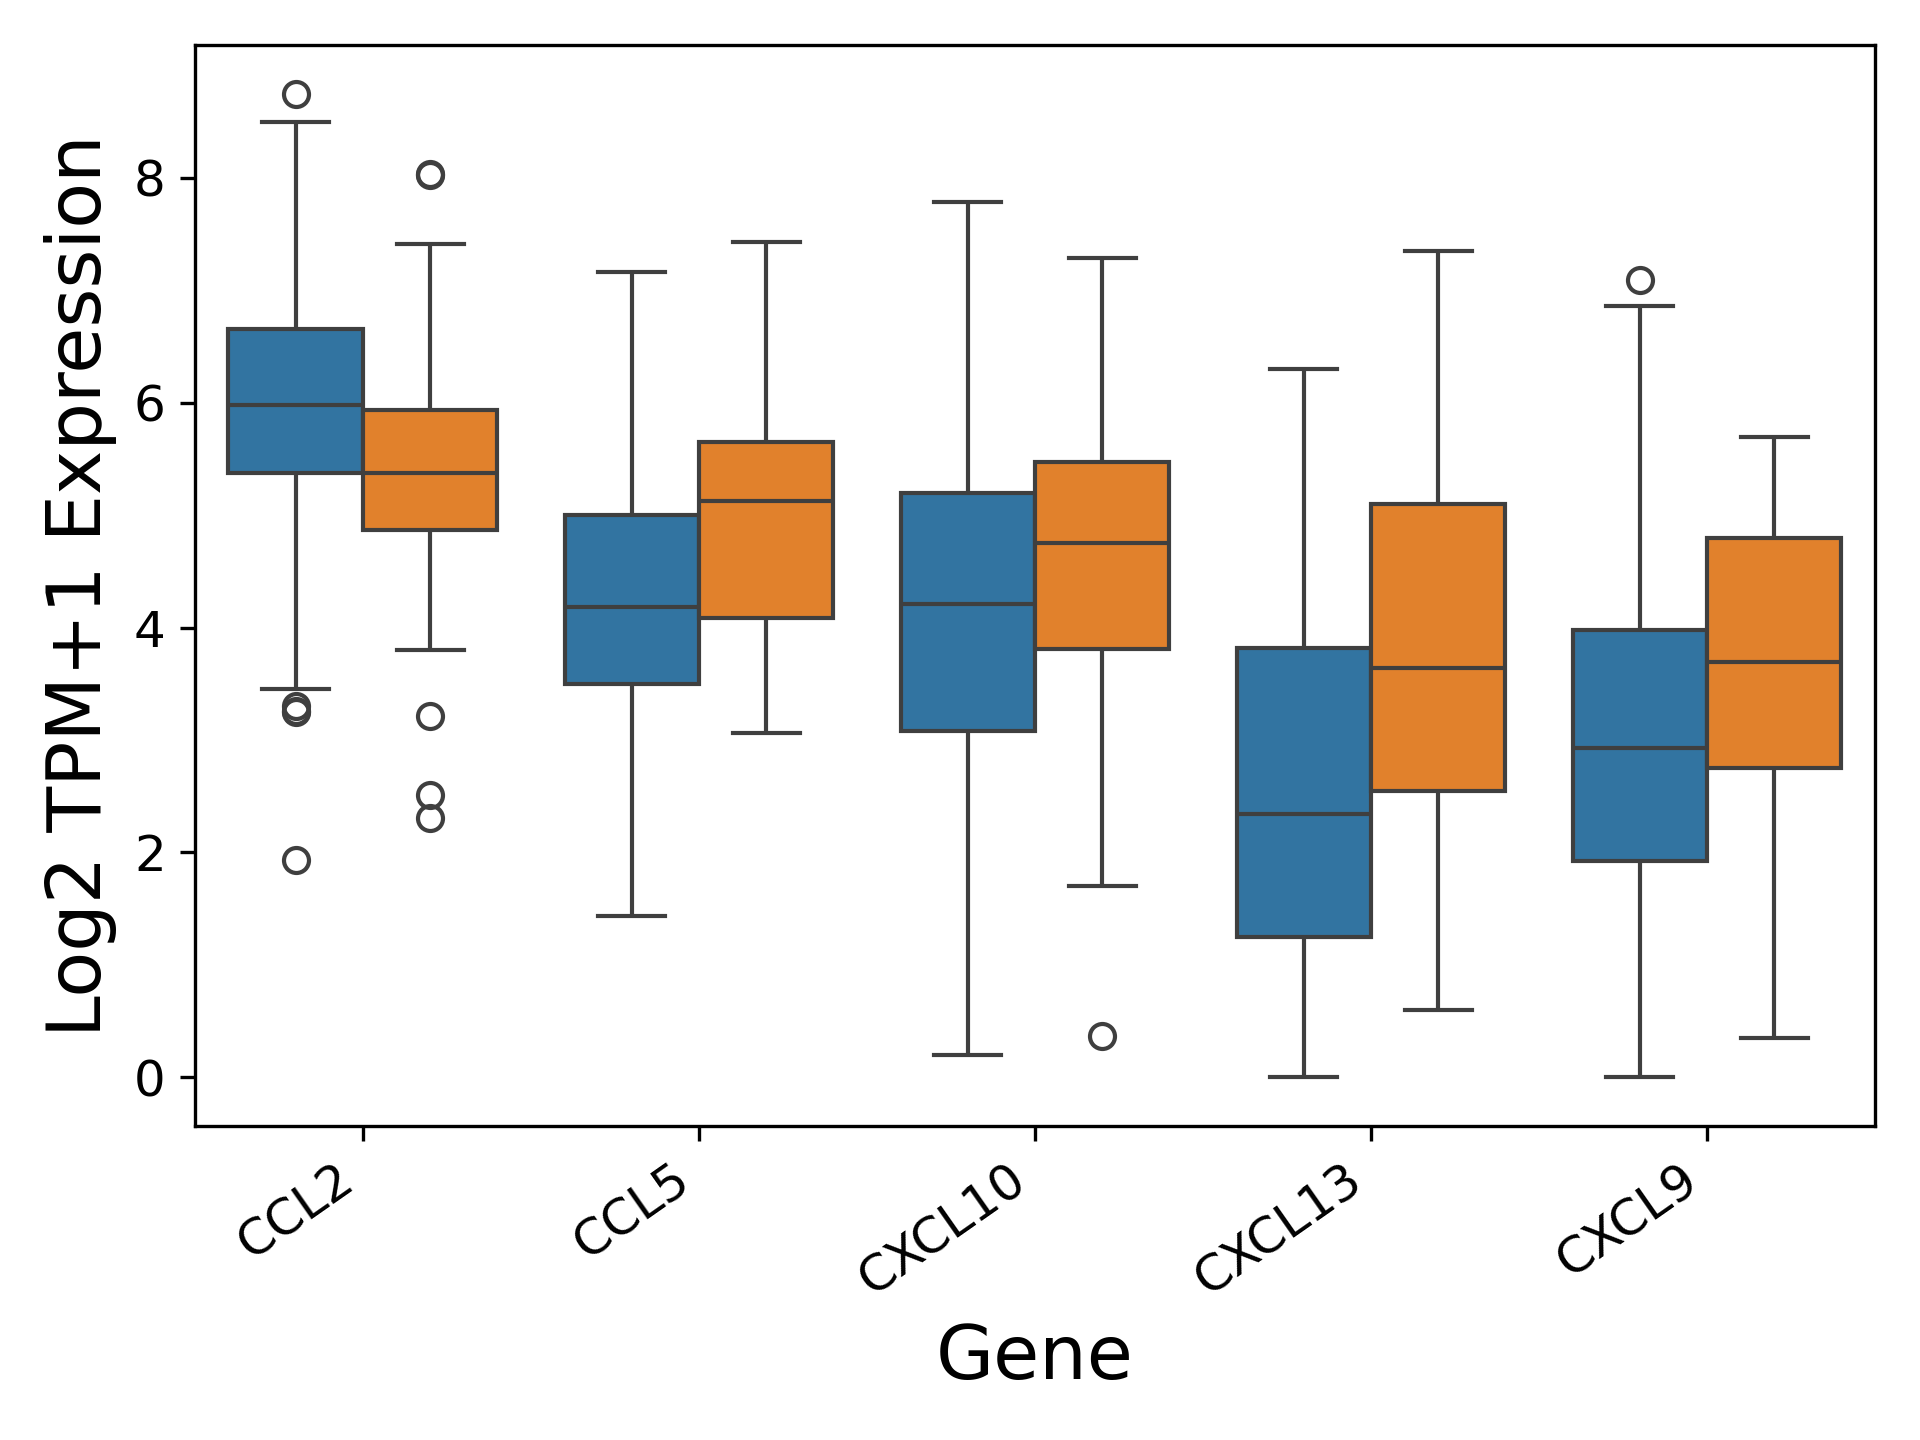 Log2 TPM+1 Expression
8
6
4
2
0
CCL2
CCL5
CXCL10
CXCL13
CXCL9
Gene